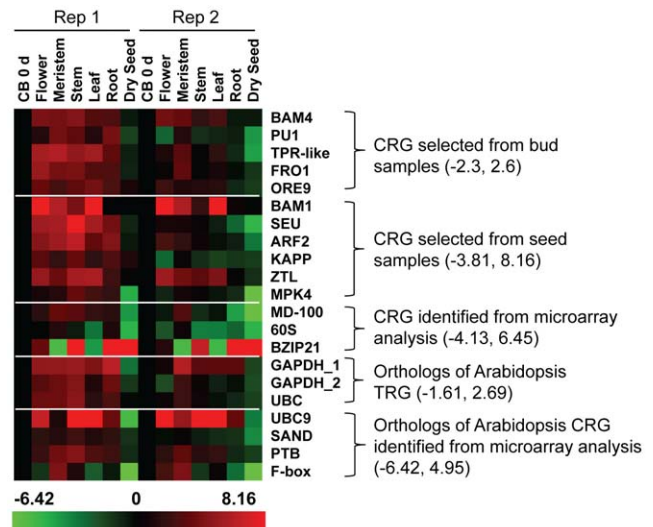 Rep 1 Rep 2
CB 0 d Flower Meristem Stem Leaf Root Dry Seed CB 0 d Flower Meristem Stem Leaf Root Dry Seed
BAM4
PU1
TPR-like
FRO1
ORE9
CRG selected from bud
samples (-2.3, 2.6)
BAM1
SEU
ARF2
KAPP
ZTL
MPK4
CRG selected from seed
samples (-3.81, 8.16)
MD-100
60S
BZIP21
CRG identified from microarray
analysis (-4.13, 6.45)
GAPDH_1
GAPDH_2
UBC
Orthologs of Arabidopsis
TRG (-1.61, 2.69)
UBC9
SAND
PTB
F-box
Orthologs of Arabidopsis CRG
identified from microarray analysis
(-6.42, 4.95)
-6.42 0 8.16